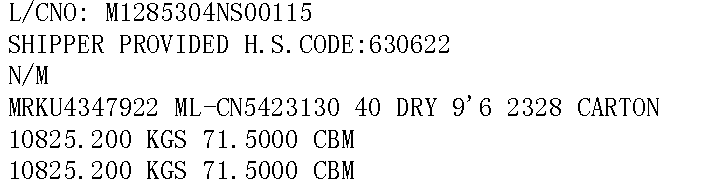 L/CNO: M1285304NS00115
SHIPPER PROVIDED H.S.CODE:630622
N/M
MRKU4347922 ML-CN5423130 40 DRY 9'6 2328 CARTON
10825.200 KGS 71.5000 CBM
10825.200 KGS 71.5000 CBM